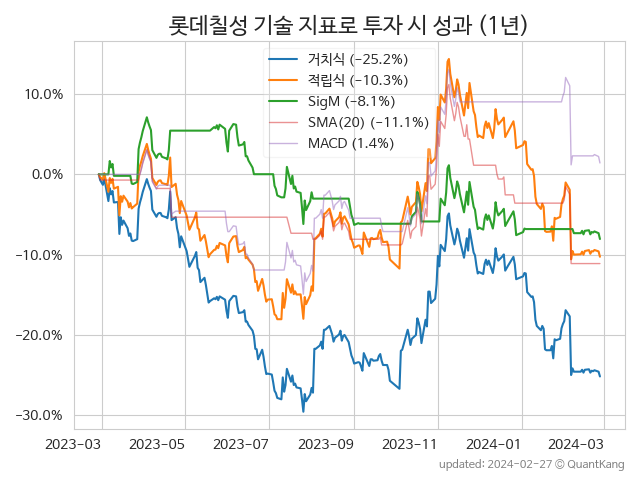 롯데칠성 기술 지표로 투자 시 성과 (1년)
거치식 (−25.2%)
적립식 (−10.3%)
SigM (−8.1%)
SMA(20) (−11.1%)
MACD (1.4%)
10.0%
0.0%
−10.0%
−20.0%
−30.0%
2023−03 2023−05 2023−07 2023−09 2023−11 2024−01 2024−03
updated: 2024−02−27 © QuantKang